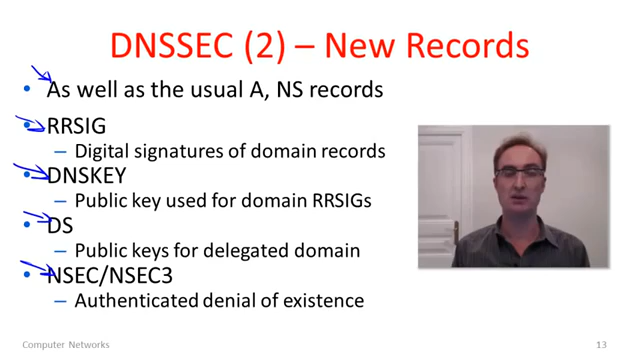 DNSSEC (2) – New Records
• As well as the usual A, NS records
• RRSIG
– Digital signatures of domain records
• DNSKEY
– Public key used for domain RRSIGs
• DS
– Public keys for delegated domain
• NSEC/NSEC3
– Authenticated denial of existence
Computer Networks
13